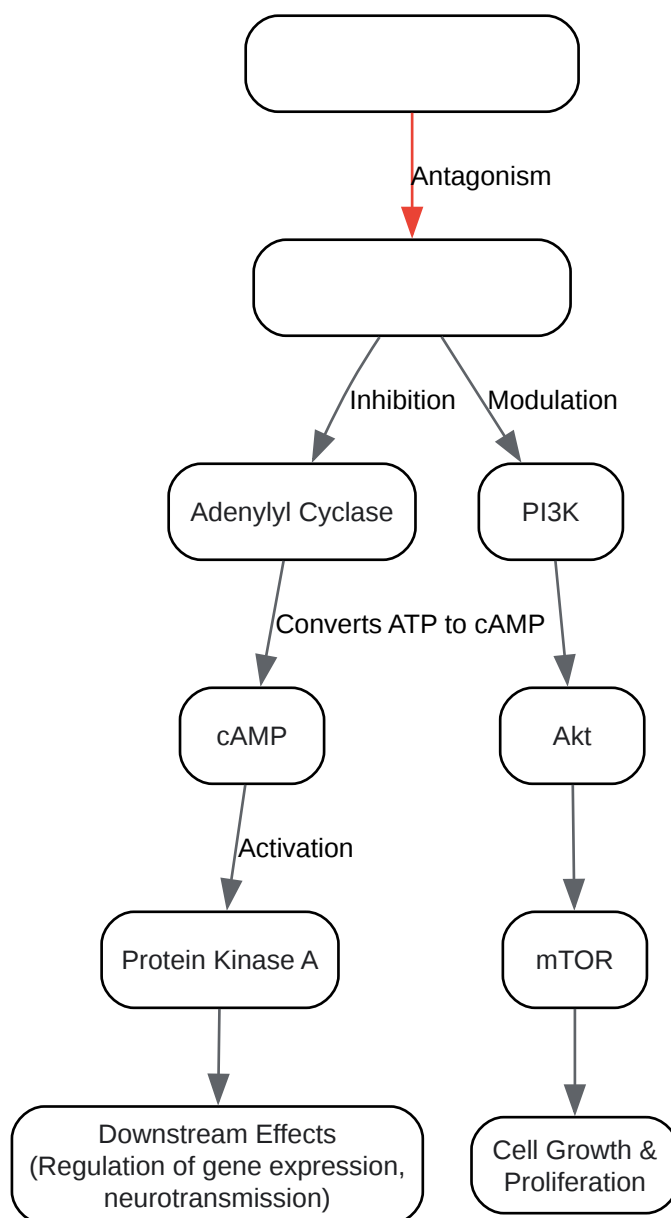 Antagonism
Inhibition
Modulation
Adenylyl Cyclase
PI3K
Converts ATP to cAMP
cAMP
Akt
Activation
Protein Kinase A
mTOR
Downstream Effects
(Regulation of gene expression,
neurotransmission)
Cell Growth &
Proliferation